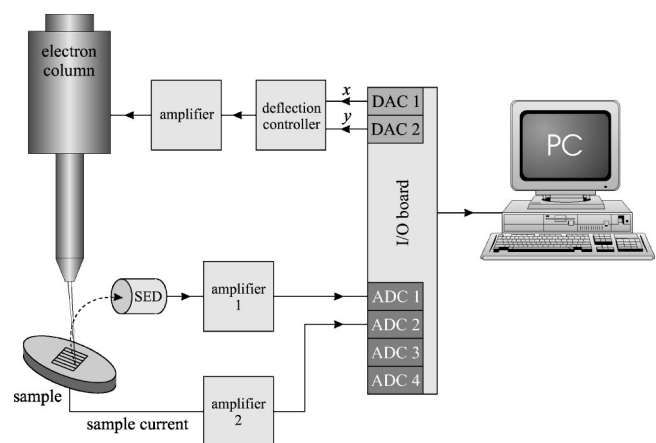 electron
column
amplifier
deflection
controller
x
y
DAC 1
DAC 2
I/O board
PC
SED
amplifier
1
ADC 1
ADC 2
ADC 3
ADC 4
sample
sample current
amplifier
2